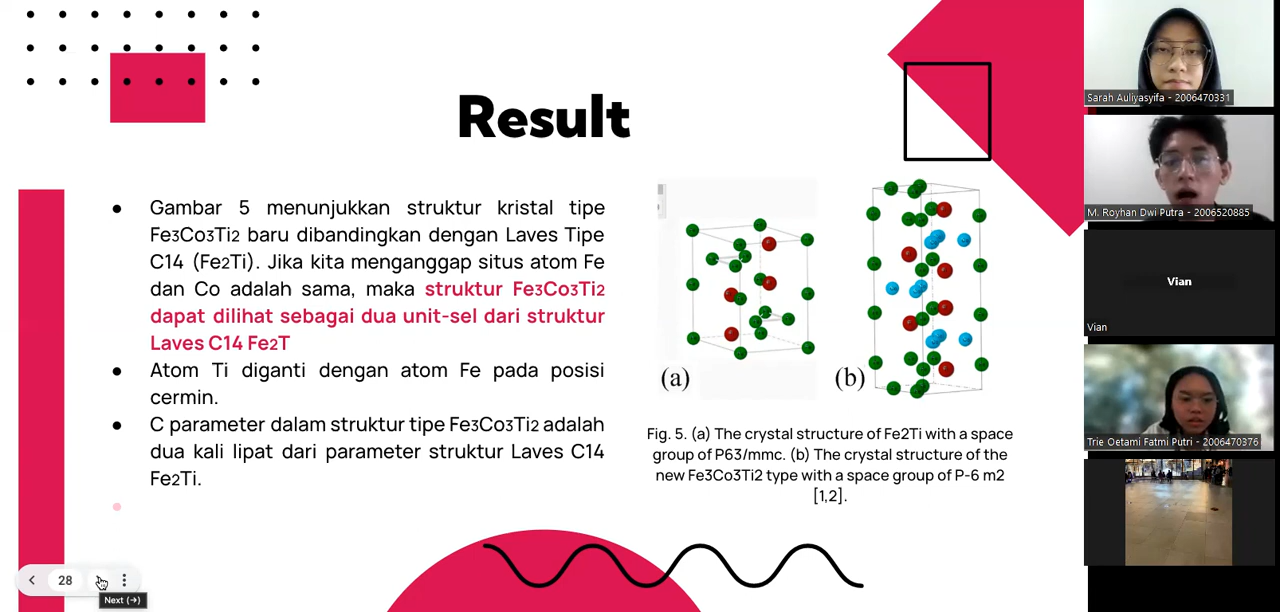 Result
Gambar 5 menunjukkan struktur kristal tipe
Fe3Co3Ti2 baru dibandingkan dengan Laves Tipe
C14 (Fe2Ti). Jika kita menganggap situs atom Fe
dan Co adalah sama, maka struktur Fe3Co3Ti2
dapat dilihat sebagai dua unit-sel dari struktur
Laves C14 Fe2T
Atom Ti diganti dengan atom Fe pada posisi
cermin.
C parameter dalam struktur tipe Fe3Co3Ti2 adalah
dua kali lipat dari parameter struktur Laves C14
Fe2Ti.
(a)
(b)
Fig. 5. (a) The crystal structure of Fe2Ti with a space
group of P63/mmc. (b) The crystal structure of the
new Fe3Co3Ti2 type with a space group of P-6 m2
[1,2].
28
Next (→)
Sarah Auliyasyifa - 2006470331
M. Royhan Dwi Putra - 2006520885
Vian
Vian
Trie Oetami Fatmi Putri - 2006470376